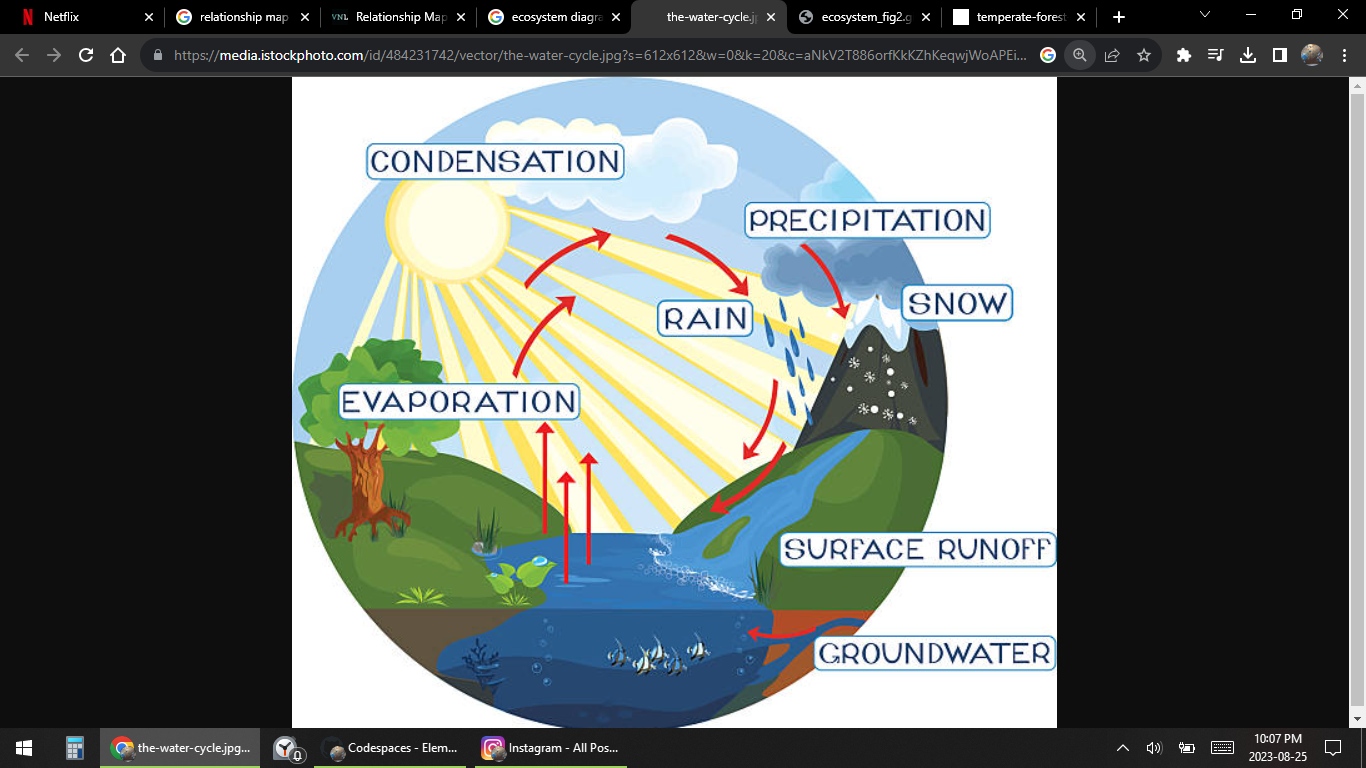 Netflix
relationship map
VNL
Relationship Map
ecosystem diagra
the-water-cycle.j
ecosystem_fig2.g
temperate-forest
https://media.istockphoto.com/id/484231742/vector/the-water-cycle.jpg?s=612x612&w=0&k=20&c=aNkV2T886orfKkKZhKeqwjWoAPEi...
CONDENSATION
PRECIPITATION
SNOW
RAIN
EVAPORATION
SURFACE RUNOFF
GROUNDWATER
the-water-cycle.jpg...
Codespaces - Elem...
Instagram - All Pos...
10:07 PM
2023-08-25